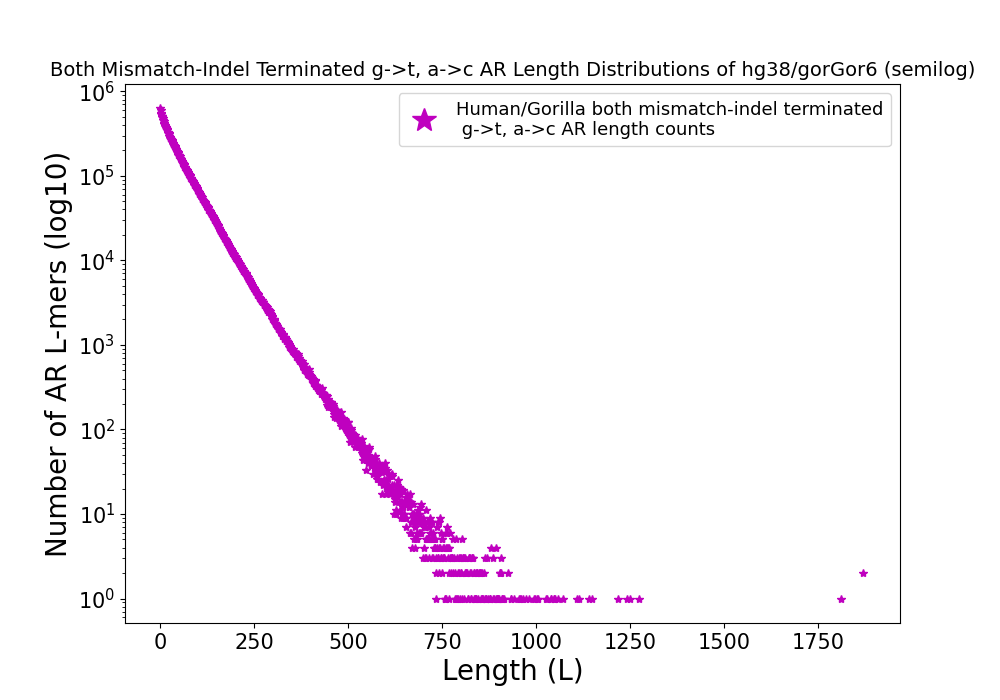 Both Mismatch-Indel Terminated g->t, a->c AR Length Distributions of hg38/gorGor6 (semilog)
Human/Gorilla both mismatch-indel terminated
g->t, a->c AR length counts
Number of AR L-mers (log10)
10^6
10^5
10^4
10^3
10^2
10^1
10^0
0 250 500 750 1000 1250 1500 1750
Length (L)